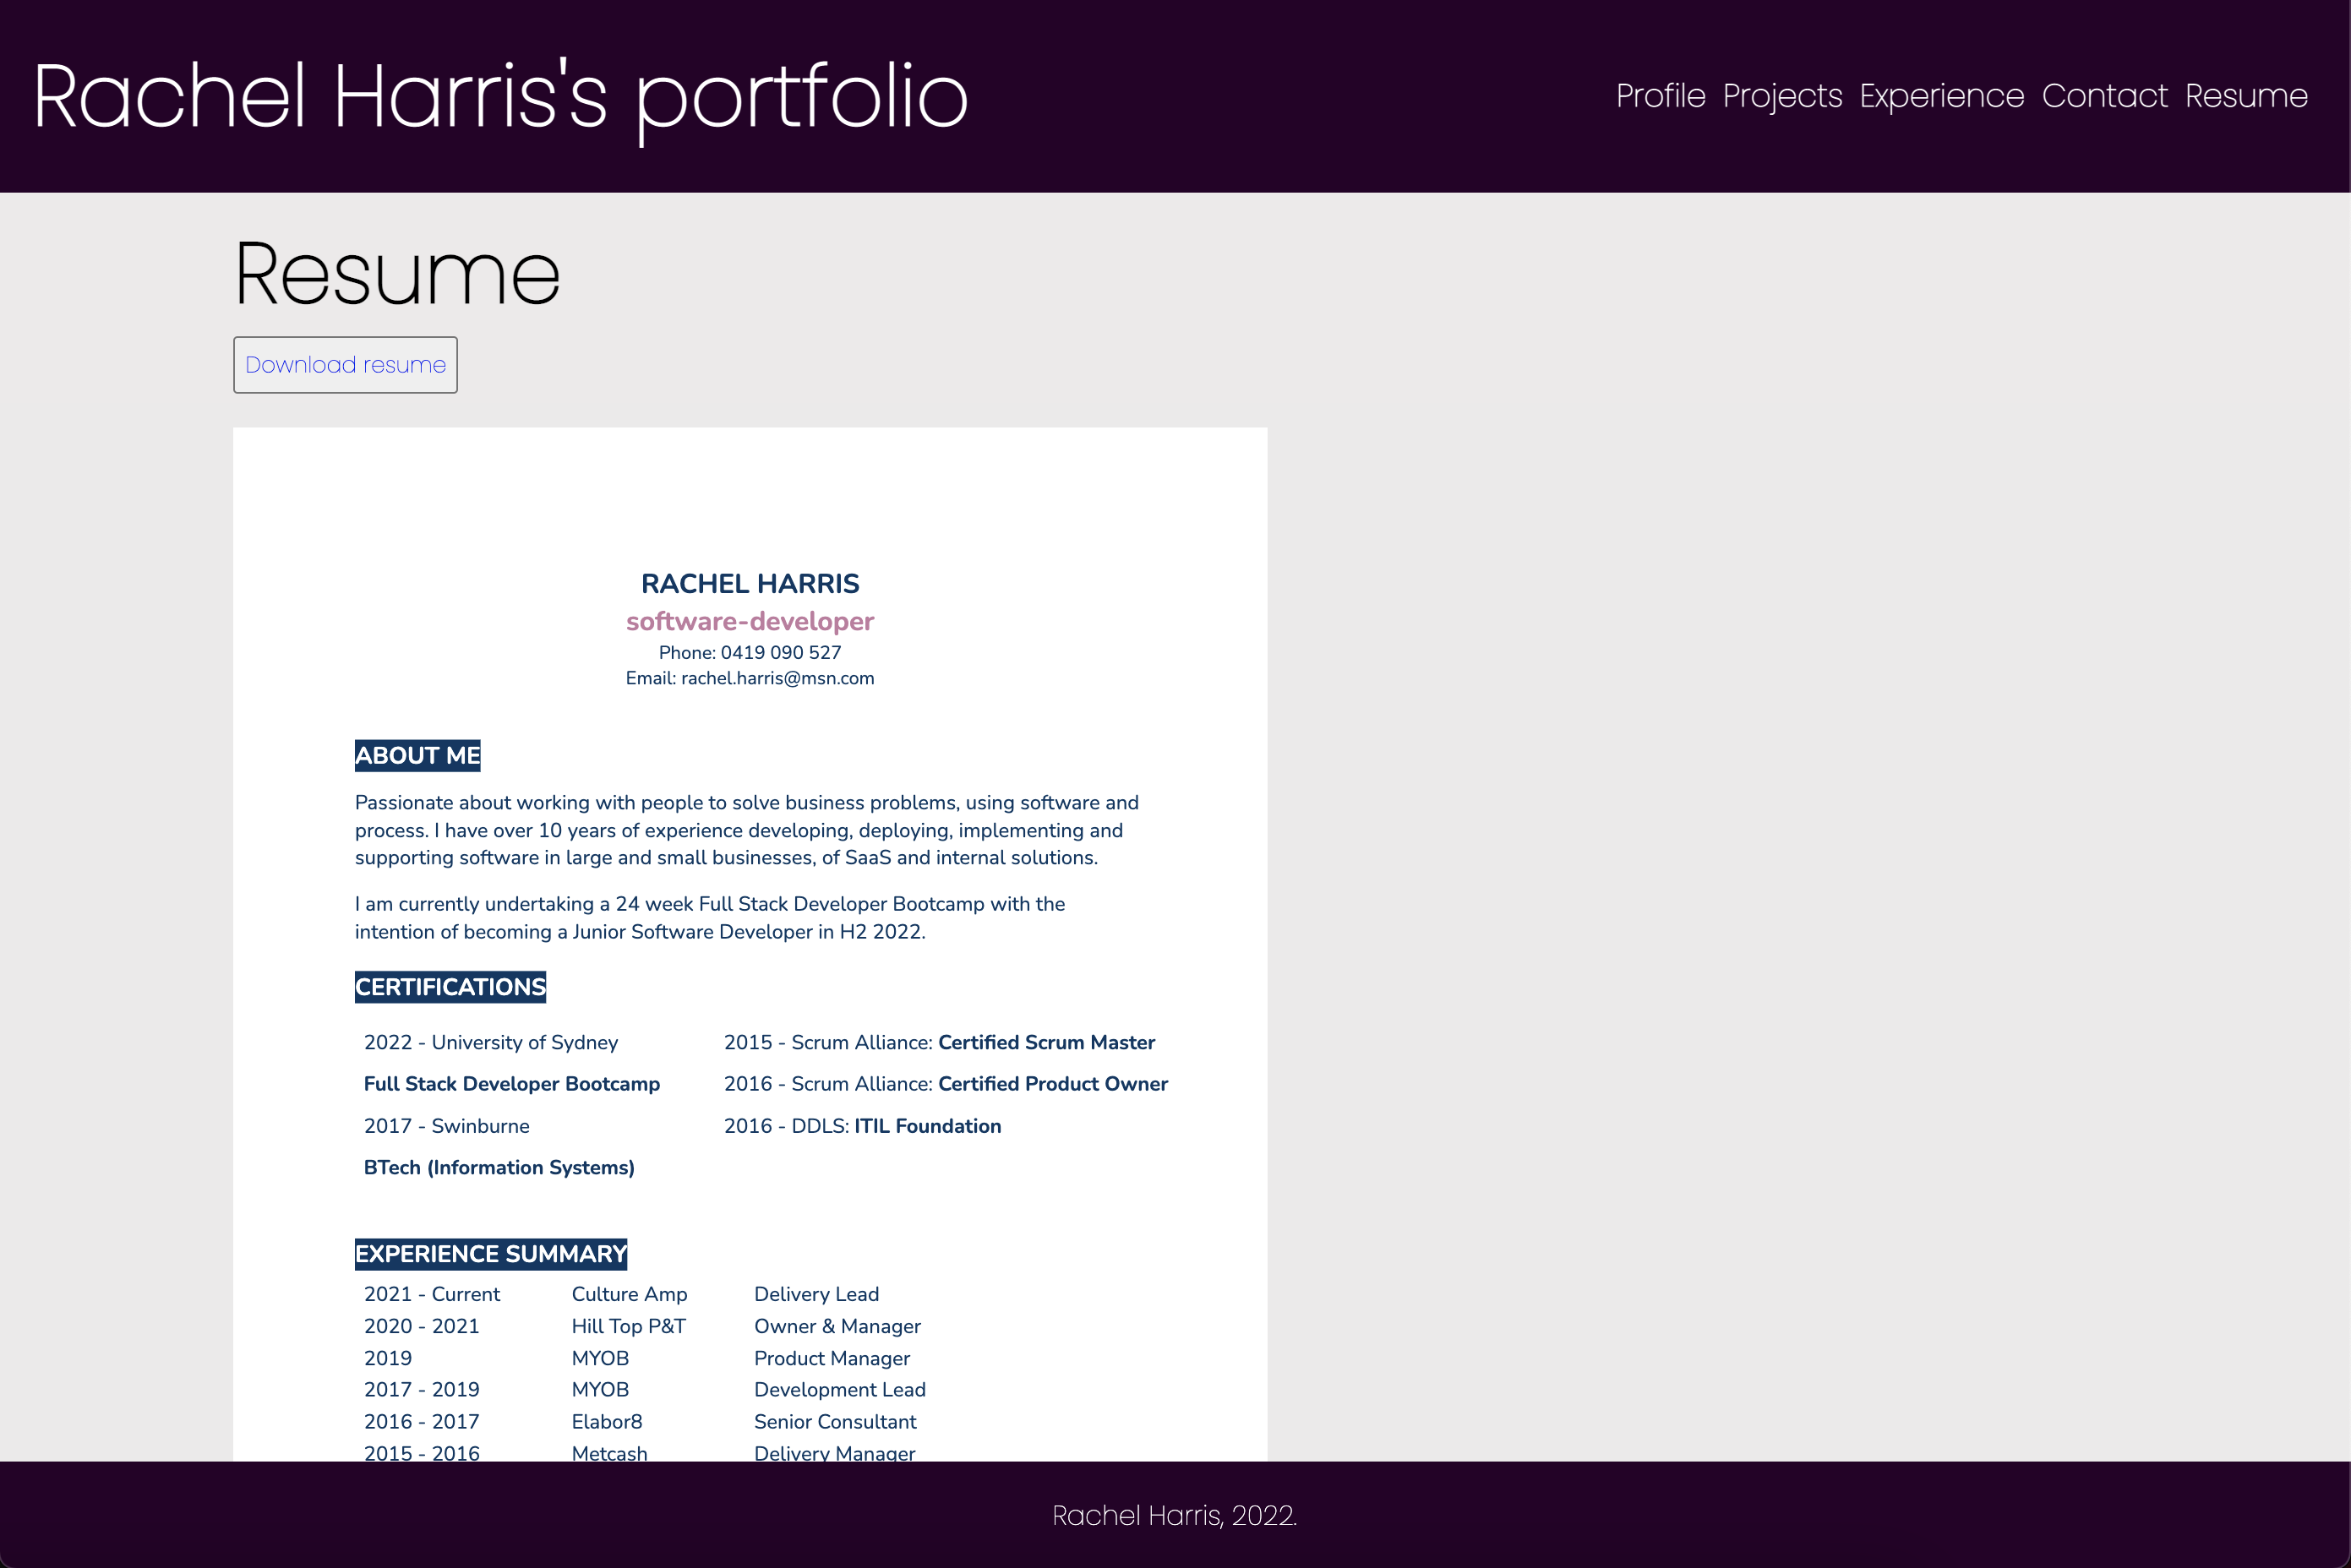 Rachel Harris's portfolio
Profile Projects Experience Contact Resume
Resume
Download resume
RACHEL HARRIS
software-developer
Phone: 0419 090 527
Email: rachel.harris@msn.com
ABOUT ME
Passionate about working with people to solve business problems, using software and
process. I have over 10 years of experience developing, deploying, implementing and
supporting software in large and small businesses, of SaaS and internal solutions.
I am currently undertaking a 24 week Full Stack Developer Bootcamp with the
intention of becoming a Junior Software Developer in H2 2022.
CERTIFICATIONS
2022 - University of Sydney
Full Stack Developer Bootcamp
2017 - Swinburne
BTech (Information Systems)
2015 - Scrum Alliance: Certified Scrum Master
2016 - Scrum Alliance: Certified Product Owner
2016 - DDLS: ITIL Foundation
EXPERIENCE SUMMARY
2021 - Current Culture Amp Delivery Lead
2020 - 2021 Hill Top P&T Owner & Manager
2019 MYOB Product Manager
2017 - 2019 MYOB Development Lead
2016 - 2017 Elabor8 Senior Consultant
2015 - 2016 Metcash Delivery Manager
Rachel Harris, 2022.